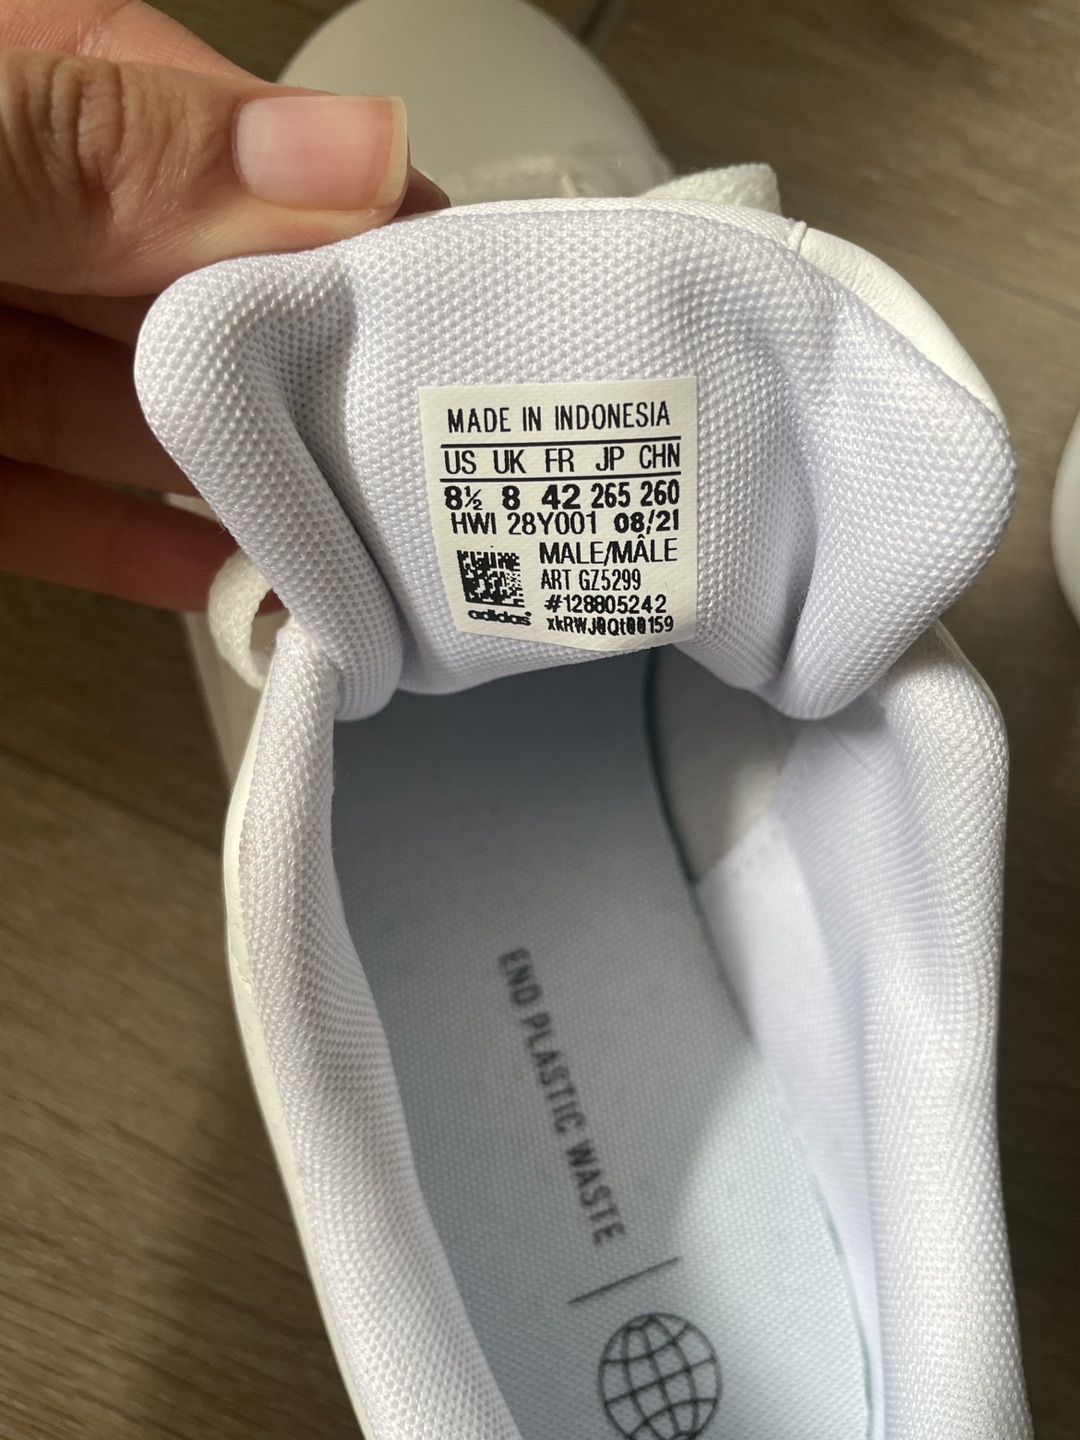 MADE IN INDONESIA
US UK FR JP CHN
8½ 8 42 265 260
HWI 28Y001 08/21
MALE/MÂLE
ART GZ5299
#128805242
adidas
END PLASTIC WASTE